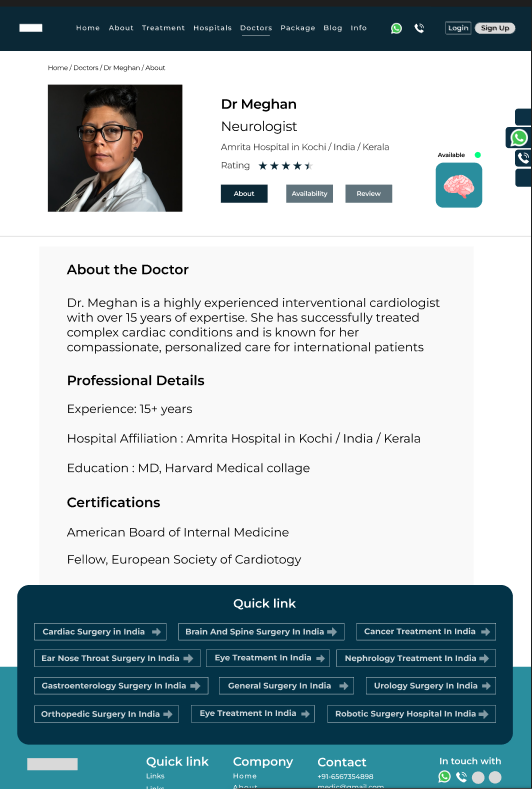 Home About Treatment Hospitals Doctors Package Blog Info Login Sign Up
Home / Doctors / Dr Meghan / About
Dr Meghan
Neurologist
Amrita Hospital in Kochi / India / Kerala
Rating
Available
About Availability Review
About the Doctor
Dr. Meghan is a highly experienced interventional cardiologist
with over 15 years of expertise. She has successfully treated
complex cardiac conditions and is known for her
compassionate, personalized care for international patients
Professional Details
Experience: 15+ years
Hospital Affiliation : Amrita Hospital in Kochi / India / Kerala
Education : MD, Harvard Medical collage
Certifications
American Board of Internal Medicine
Fellow, European Society of Cardiotogy
Quick link
Cardiac Surgery in India Brain And Spine Surgery In India Cancer Treatment In India
Ear Nose Throat Surgery In India Eye Treatment In India Nephrology Treatment In India
Gastroenterology Surgery In India General Surgery In India Urology Surgery In India
Orthopedic Surgery In India Eye Treatment In India Robotic Surgery Hospital In India
Quick link Compony Contact In touch with
Links Home +91-6567354898
Links About medic@gmail.com